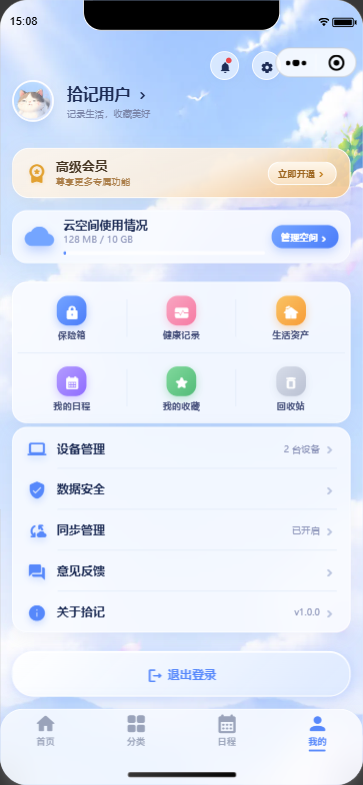 15:08
拾记用户
记录生活，收藏美好
高级会员
尊享更多专属功能
立即开通
云空间使用情况
128 MB / 10 GB
管理空间
保险箱
健康记录
生活资产
我的日程
我的收藏
回收站
设备管理
2 台设备
数据安全
同步管理
已开启
意见反馈
关于拾记
v1.0.0
退出登录
首页
分类
日程
我的